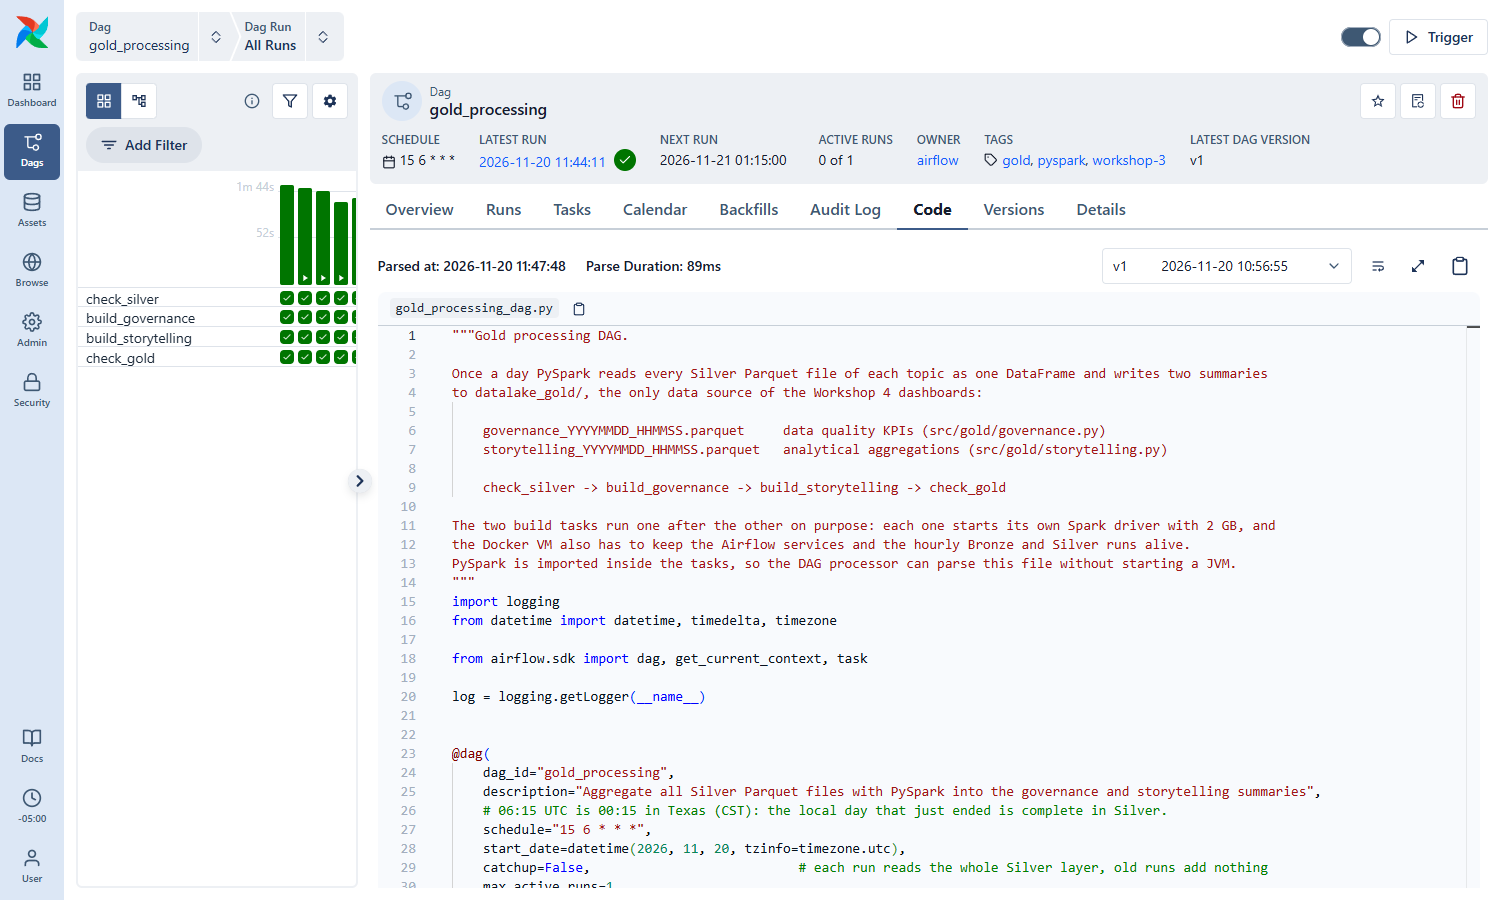 Dag
gold_processing
Dag Run
All Runs
Trigger
Dashboard
Dags
Assets
Browse
Admin
Security
Docs
-05:00
User
Add Filter
1m 44s
52s
check_silver
build_governance
build_storytelling
check_gold
Dag
gold_processing
SCHEDULE
15 6 * * *
LATEST RUN
2026-11-20 11:44:11
NEXT RUN
2026-11-21 01:15:00
ACTIVE RUNS
0 of 1
OWNER
airflow
TAGS
gold, pyspark, workshop-3
LATEST DAG VERSION
v1
Overview
Runs
Tasks
Calendar
Backfills
Audit Log
Code
Versions
Details
Parsed at: 2026-11-20 11:47:48
Parse Duration: 89ms
v1 2026-11-20 10:56:55
gold_processing_dag.py
1 """Gold processing DAG.
2
3 Once a day PySpark reads every Silver Parquet file of each topic as one DataFrame and writes two summaries
4 to datalake_gold/, the only data source of the Workshop 4 dashboards:
5
6 governance_YYYYMMDD_HHMMSS.parquet data quality KPIs (src/gold/governance.py)
7 storytelling_YYYYMMDD_HHMMSS.parquet analytical aggregations (src/gold/storytelling.py)
8
9 check_silver -> build_governance -> build_storytelling -> check_gold
10
11 The two build tasks run one after the other on purpose: each one starts its own Spark driver with 2 GB, and
12 the Docker VM also has to keep the Airflow services and the hourly Bronze and Silver runs alive.
13 PySpark is imported inside the tasks, so the DAG processor can parse this file without starting a JVM.
14 """
15 import logging
16 from datetime import datetime, timedelta, timezone
17
18 from airflow.sdk import dag, get_current_context, task
19
20 log = logging.getLogger(__name__)
21
22
23 @dag(
24 dag_id="gold_processing",
25 description="Aggregate all Silver Parquet files with PySpark into the governance and storytelling summaries",
26 # 06:15 UTC is 00:15 in Texas (CST): the local day that just ended is complete in Silver.
27 schedule="15 6 * * *",
28 start_date=datetime(2026, 11, 20, tzinfo=timezone.utc),
29 catchup=False, # each run reads the whole Silver layer, old runs add nothing
30 max_active_runs=1